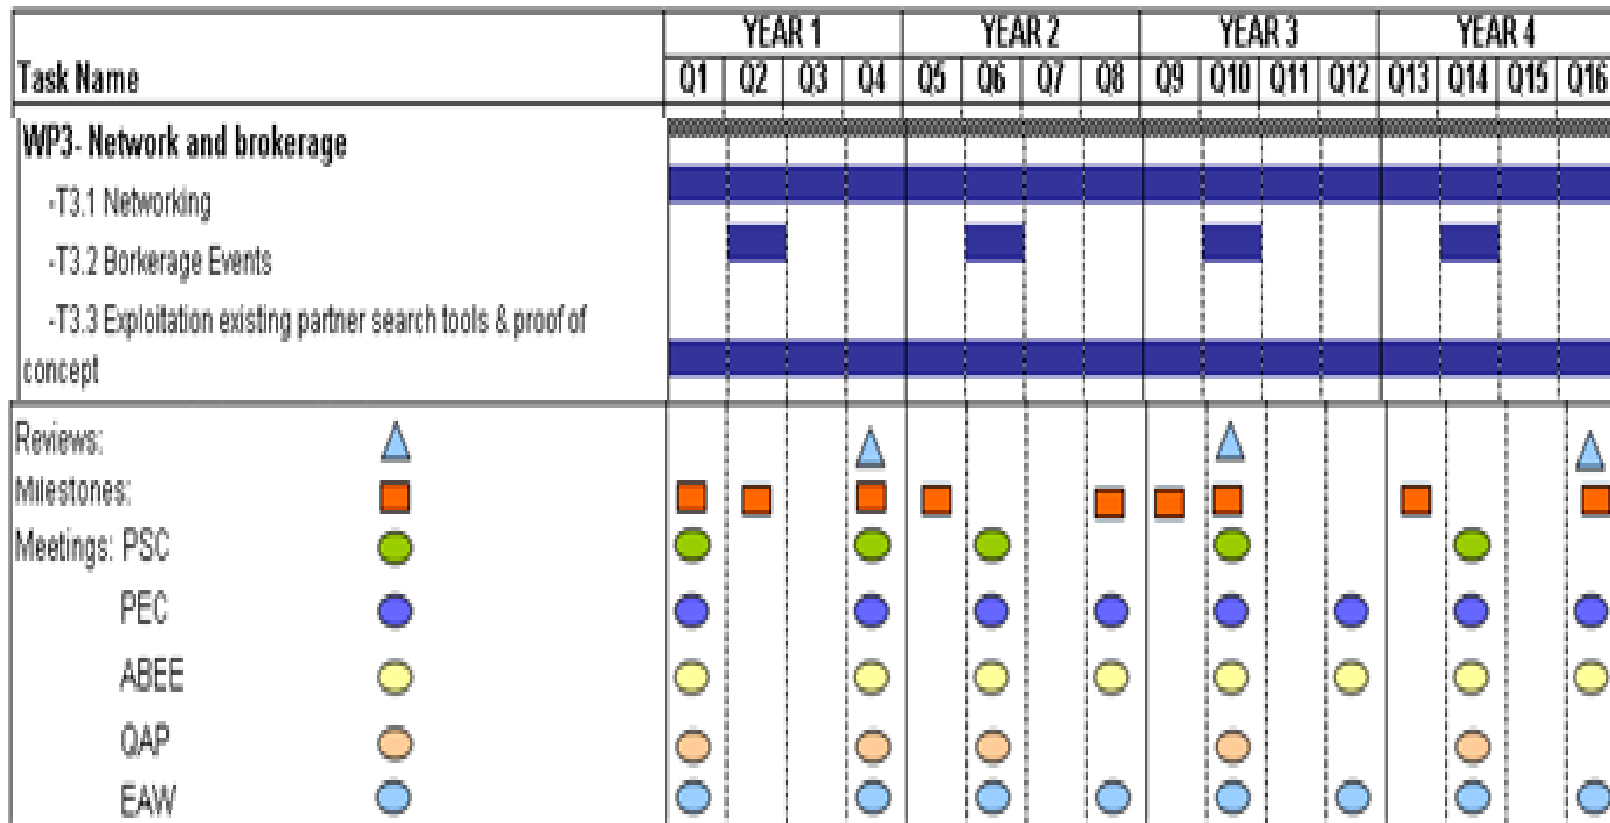 YEAR 1 YEAR 2 YEAR 3 YEAR 4
Task Name Q1 Q2 Q3 Q4 Q5 Q6 Q7 Q8 Q9 Q10 Q11 Q12 Q13 Q14 Q15 Q16
WP3- Network and brokerage
-T3.1 Networking
-T3.2 Borkerage Events
-T3.3 Exploitation existing partner search tools & proof of
concept
Reviews:
Milestones:
Meetings: PSC
PEC
ABEE
QAP
EAW